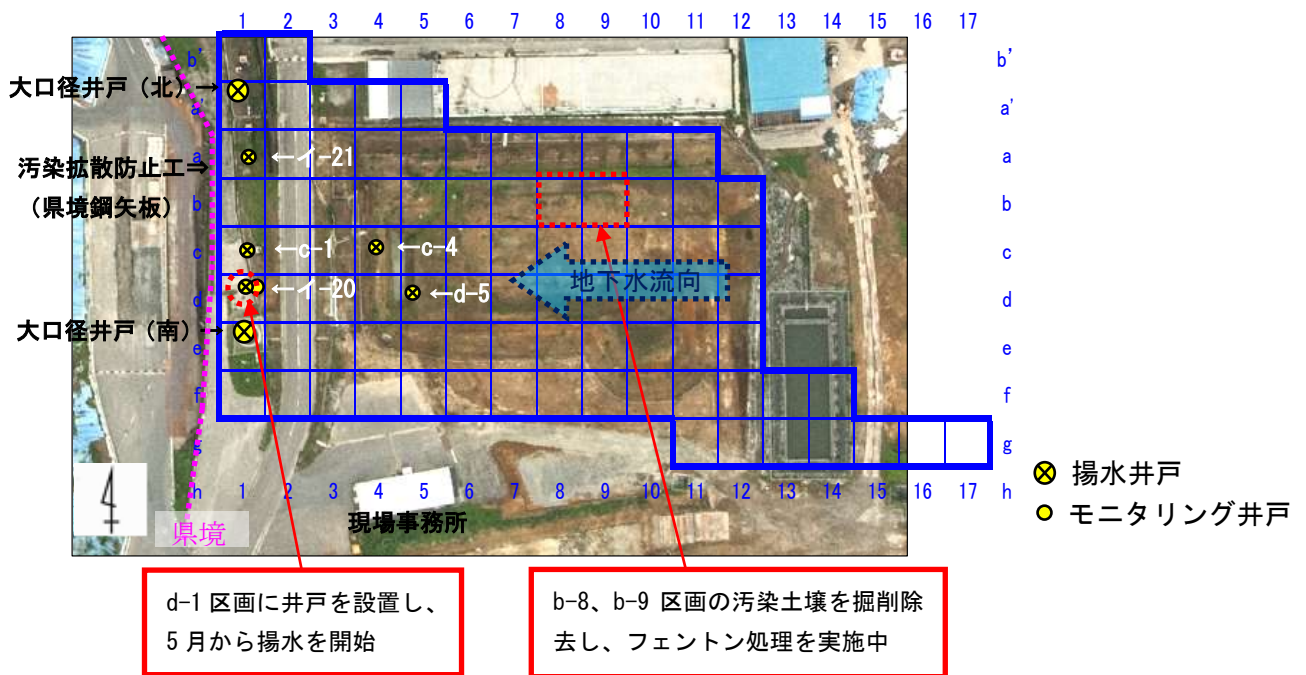 1 2 3 4 5 6 7 8 9 10 11 12 13 14 15 16 17
b' b'
大口径井戸（北）→
a' a'
←イ-21
a a
汚染拡散防止工⇒
（県境鋼矢板）
b b
←c-1 ←c-4
c c
地下水流向
←イ-20 ←d-5
d d
大口径井戸（南）→
e e
f f
g g
揚水井戸
h 1 2 3 4 5 6 7 8 9 10 11 12 13 14 15 16 17 h
モニタリング井戸
県境
現場事務所
d-1 区画に井戸を設置し、
5 月から揚水を開始
b-8、b-9 区画の汚染土壌を掘削除
去し、フェントン処理を実施中